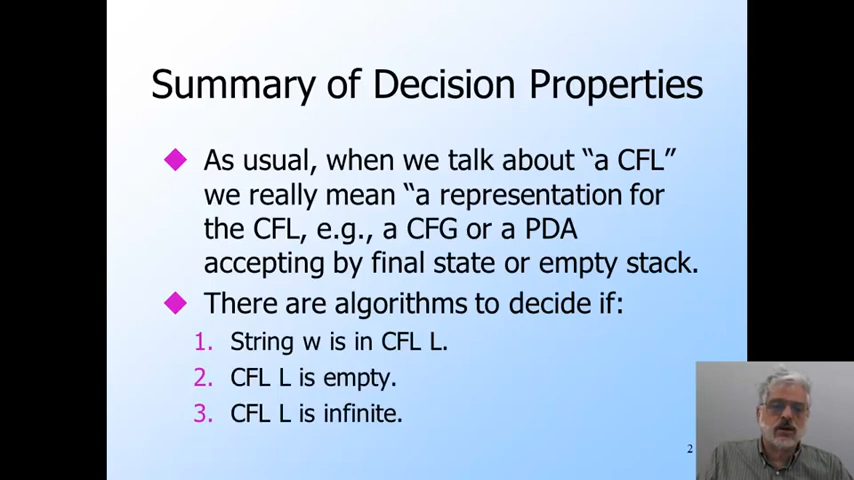 Summary of Decision Properties
As usual, when we talk about “a CFL”
we really mean “a representation for
the CFL, e.g., a CFG or a PDA
accepting by final state or empty stack.
There are algorithms to decide if:
1. String w is in CFL L.
2. CFL L is empty.
3. CFL L is infinite.
2